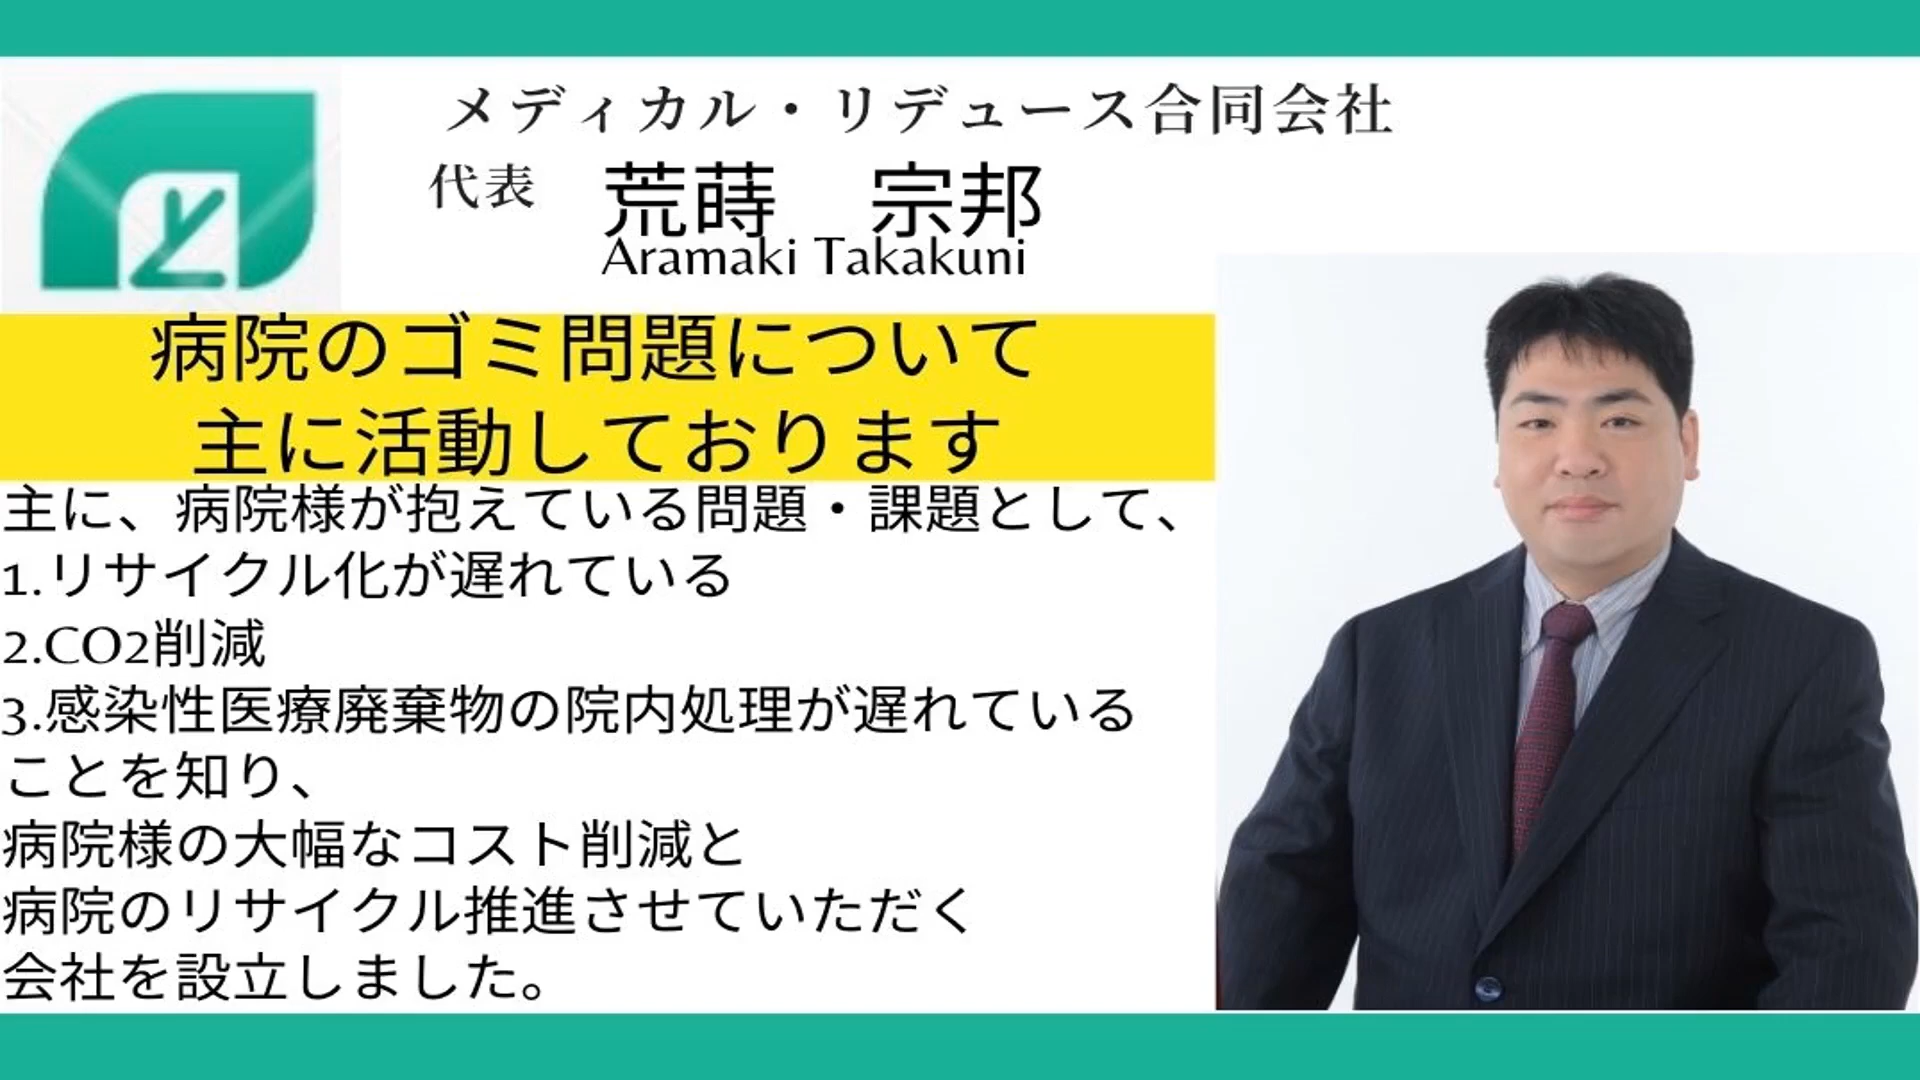 メディカル・リデュース合同会社
代表 荒蒔 宗邦
Aramaki Takakuni
病院のゴミ問題について
主に活動しております
主に、病院様が抱えている問題・課題として、
1.リサイクル化が遅れている
2.CO2削減
3.感染性医療廃棄物の院内処理が遅れている
ことを知り、
病院様の大幅なコスト削減と
病院のリサイクル推進させていただく
会社を設立しました。